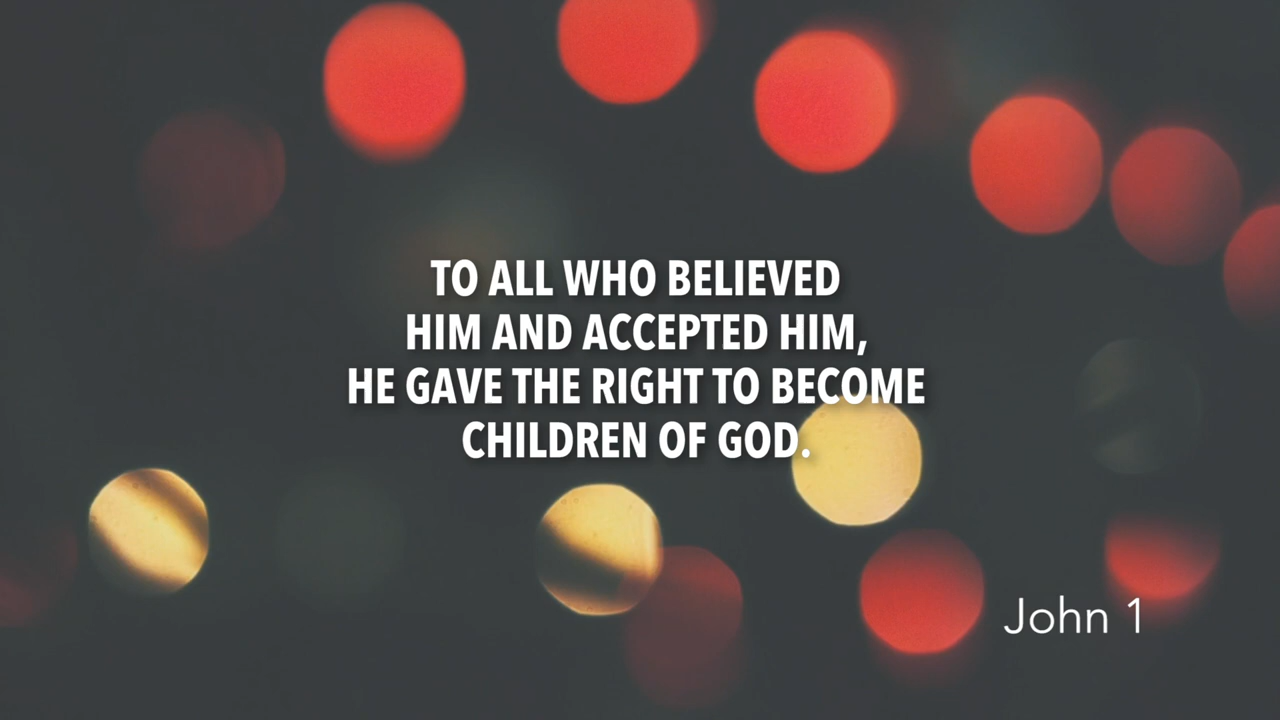 TO ALL WHO BELIEVED
HIM AND ACCEPTED HIM,
HE GAVE THE RIGHT TO BECOME
CHILDREN OF GOD.
John 1